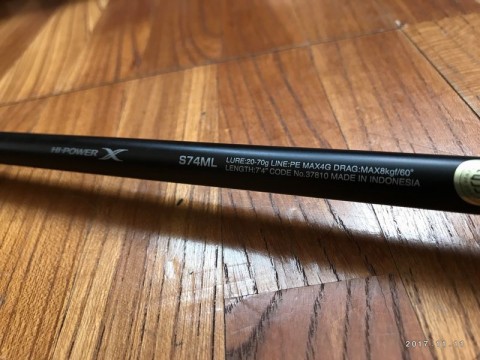 HI-POWER X S74ML
LURE:20-70g LINE:PE MAX4G DRAG:MAX8kgf/60°
LENGTH:7'4" CODE No.37810 MADE IN INDONESIA